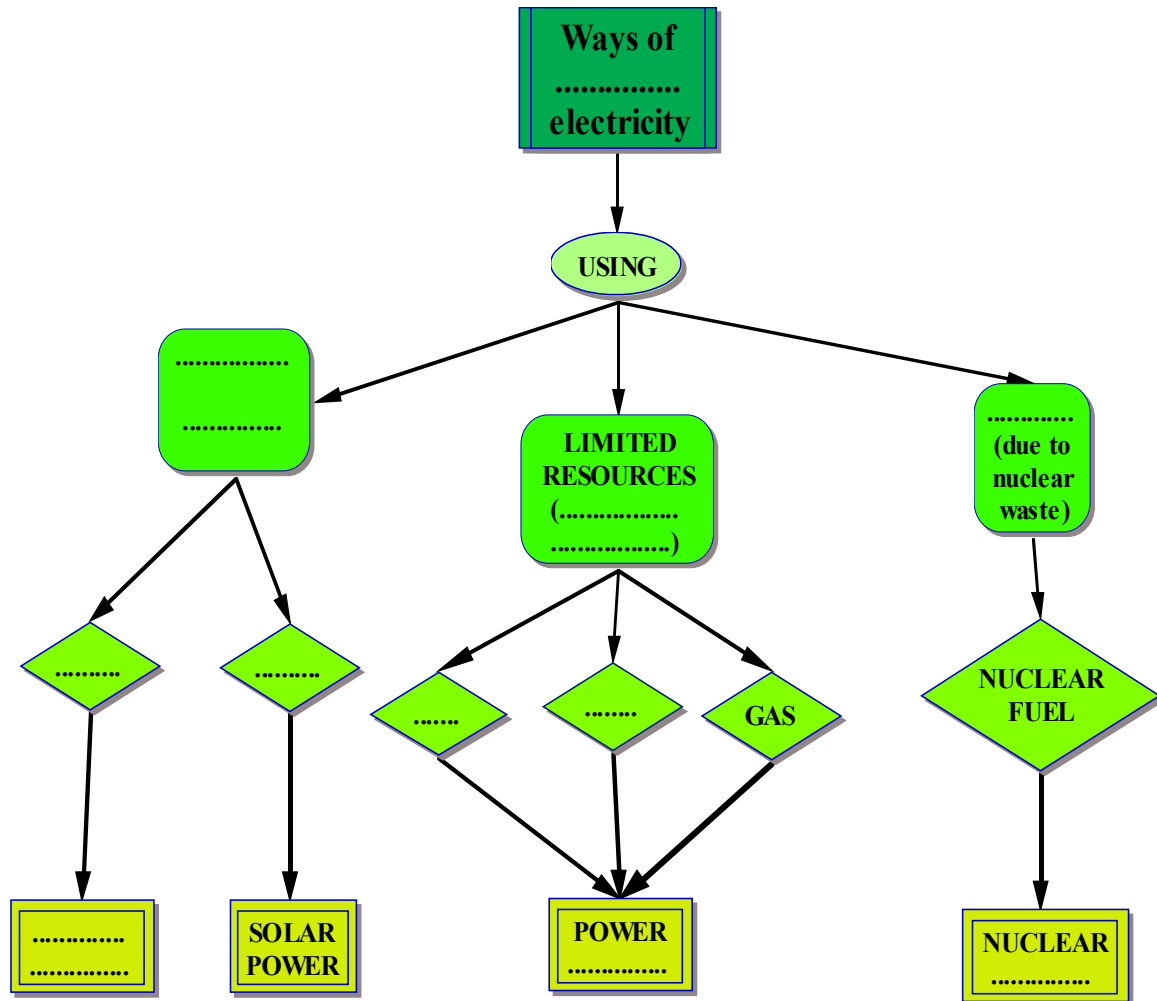 Ways of
...............
electricity
USING
.................
...............
LIMITED
RESOURCES
(..................
..................)
.............
(due to
nuclear
waste)
..........
..........
.......
........
GAS
NUCLEAR
FUEL
..............
...............
SOLAR
POWER
POWER
...............
NUCLEAR
...............